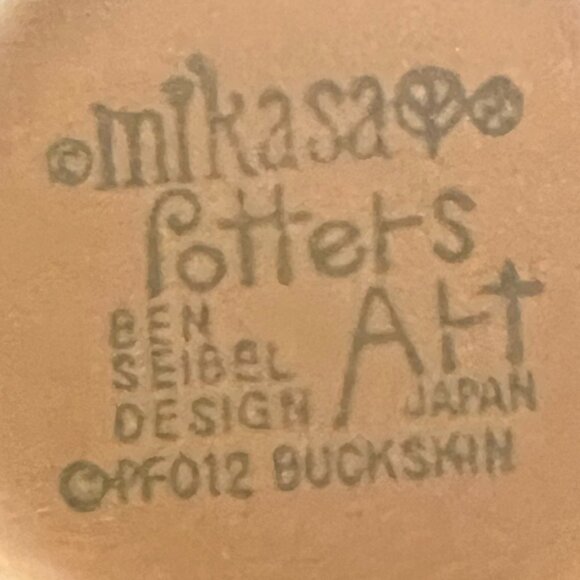 © mikasa ®
Potters
Art
BEN
SEIBEL
DESIGN
JAPAN
© PF012 BUCKSKIN